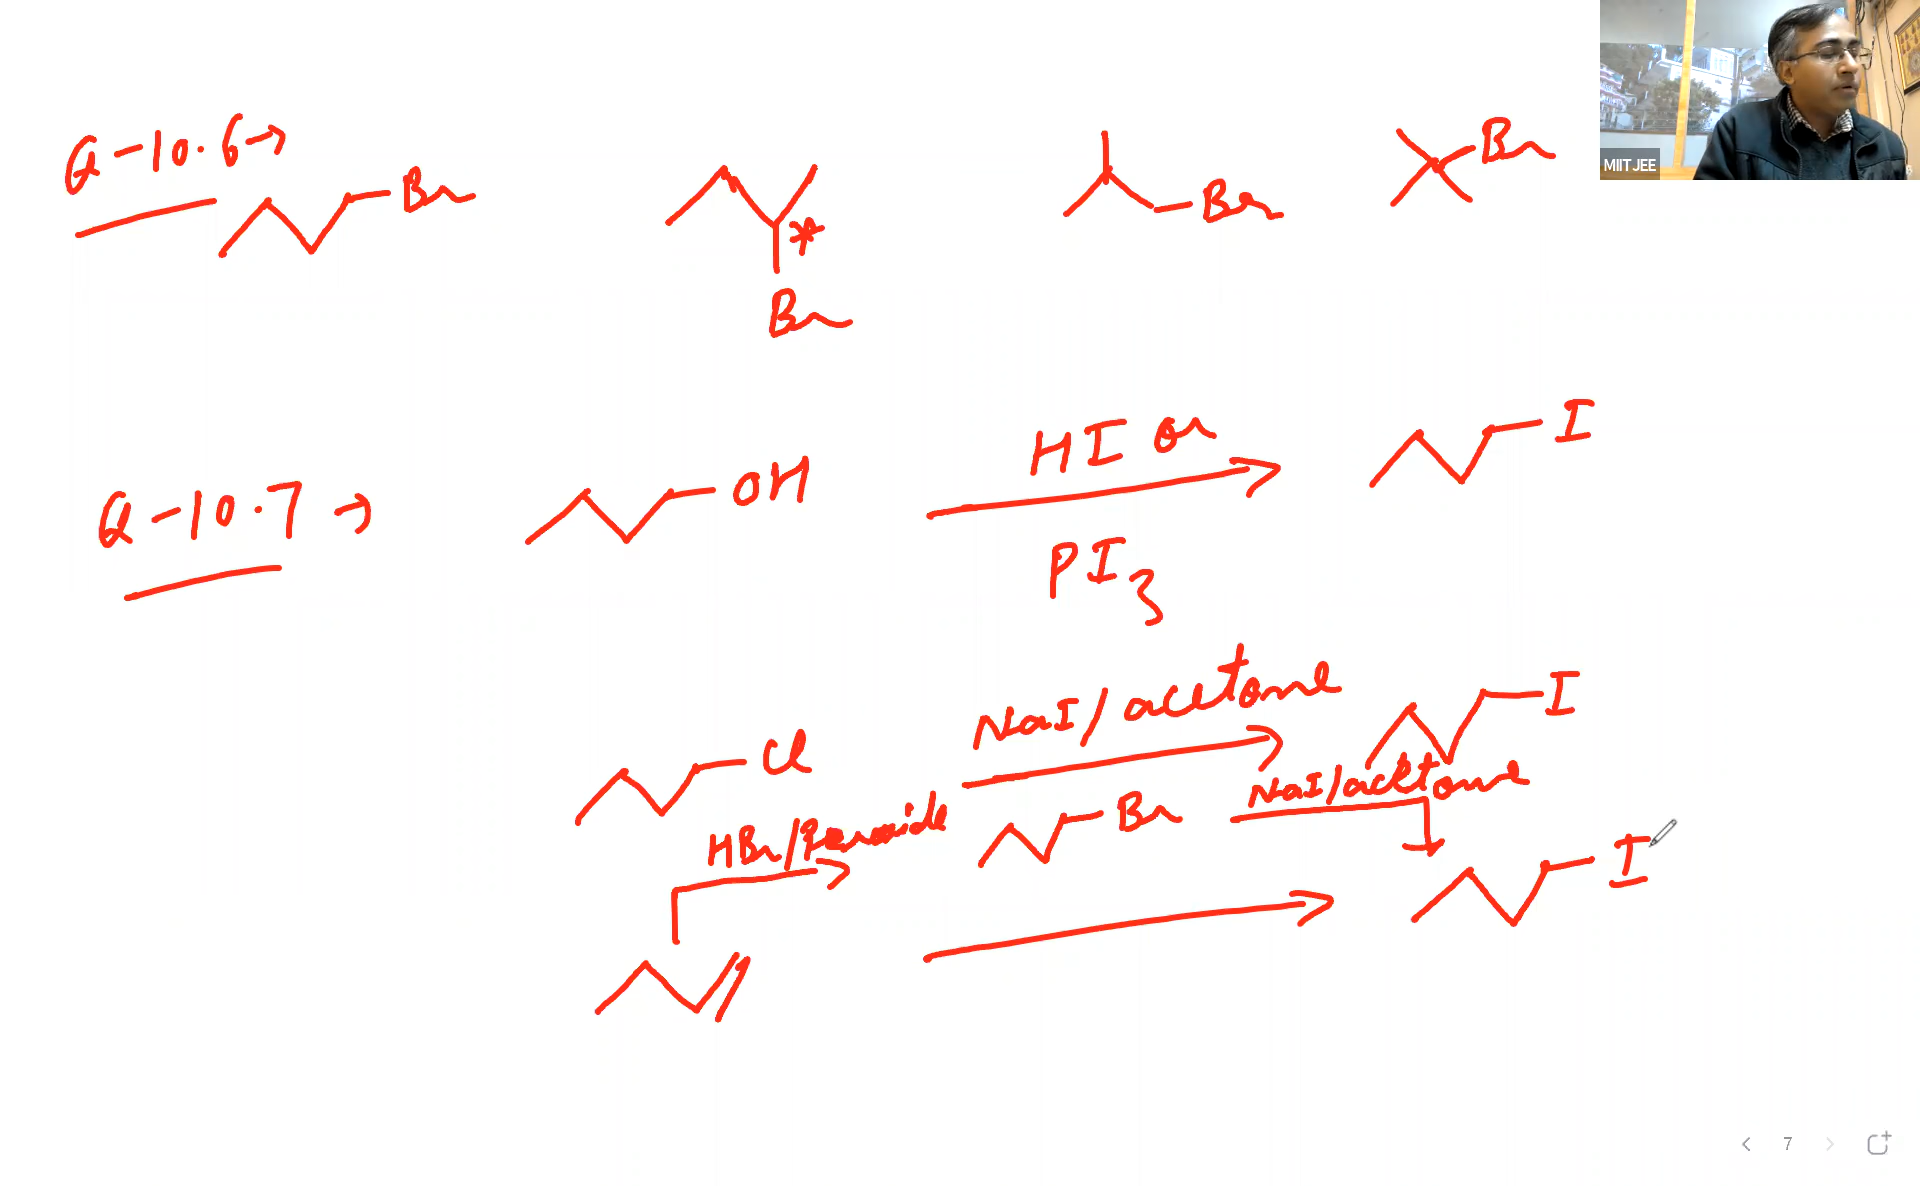 Q-10.6→
Br
Br
Br
Br
*
MIIT JEE
Q-10.7→
OH
HI or
PI3
I
Cl
NaI/acetone
I
HBr/Peroxide
Br
NaI/acetone
I
7